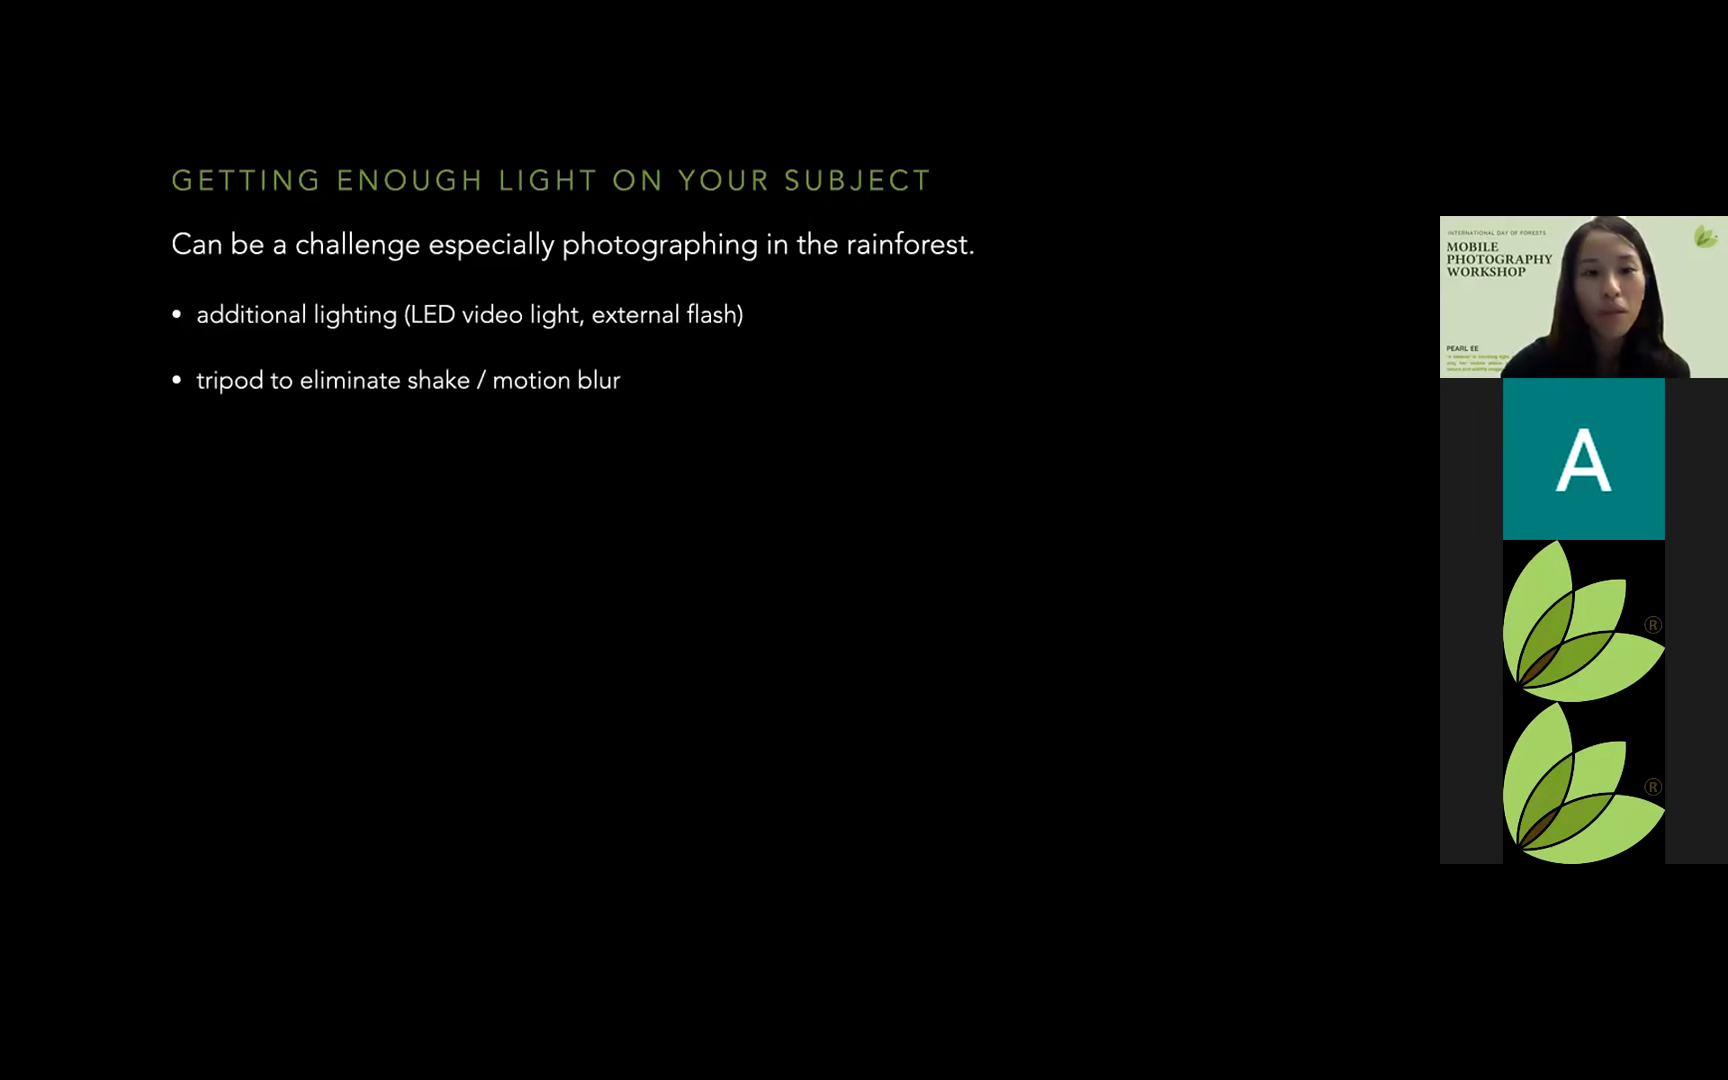 GETTING ENOUGH LIGHT ON YOUR SUBJECT
Can be a challenge especially photographing in the rainforest.
• additional lighting (LED video light, external flash)
• tripod to eliminate shake / motion blur
INTERNATIONAL DAY OF FORESTS
MOBILE
PHOTOGRAPHY
WORKSHOP
PEARL EE
A
®
®